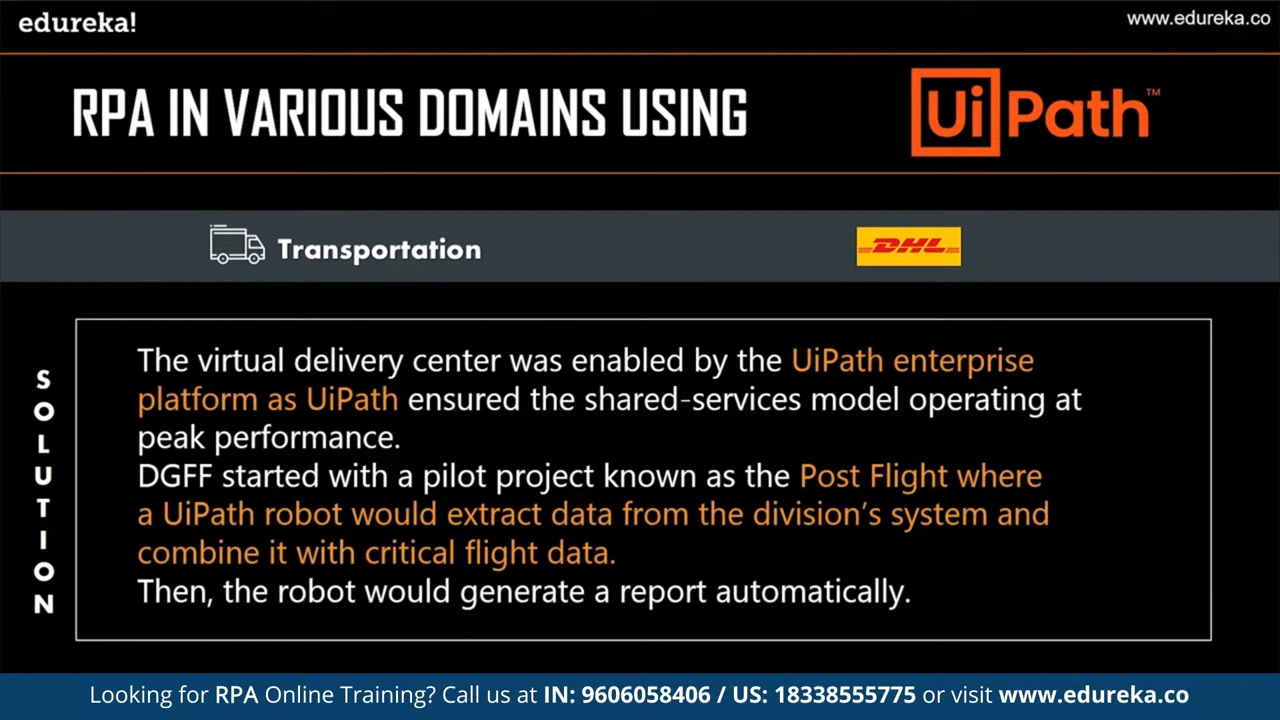 edureka!
www.edureka.co
RPA IN VARIOUS DOMAINS USING
UiPath™
Transportation
DHL
SOLUTION
The virtual delivery center was enabled by the UiPath enterprise
platform as UiPath ensured the shared-services model operating at
peak performance.
DGFF started with a pilot project known as the Post Flight where
a UiPath robot would extract data from the division's system and
combine it with critical flight data.
Then, the robot would generate a report automatically.
Looking for RPA Online Training? Call us at IN: 9606058406 / US: 18338555775 or visit www.edureka.co